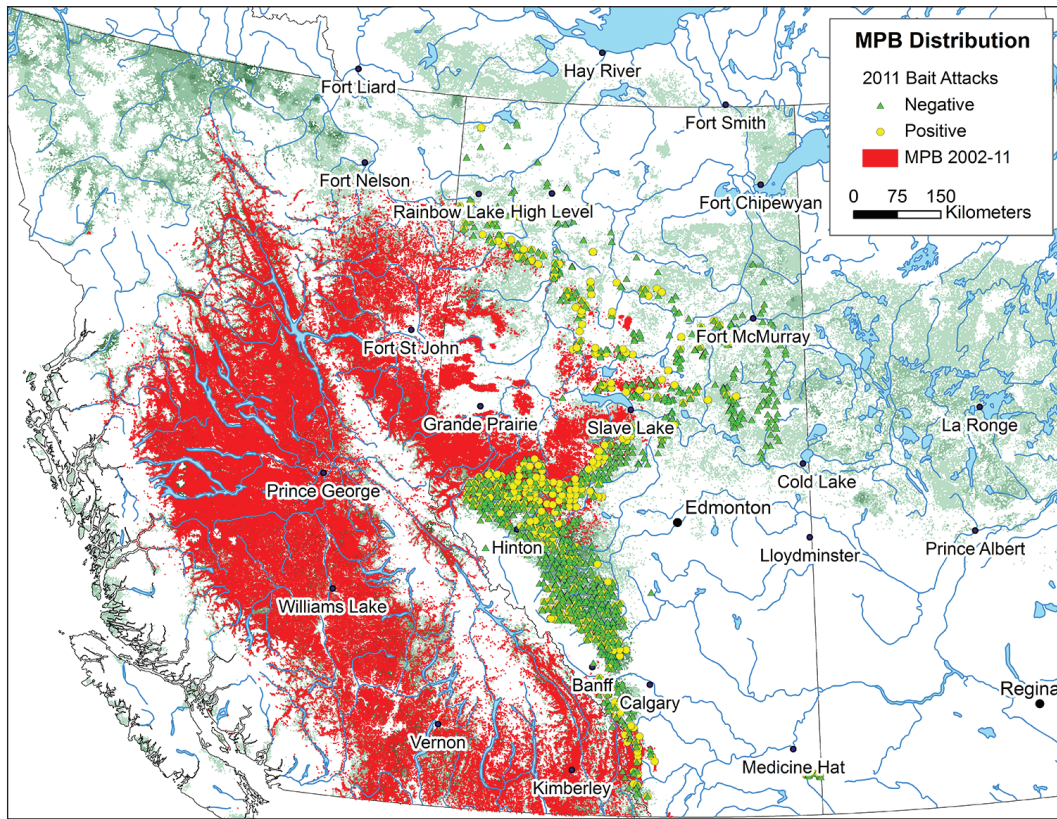 MPB Distribution
2011 Bait Attacks
Negative
Positive
MPB 2002-11
0 75 150
Kilometers
Hay River
Fort Liard
Fort Smith
Fort Nelson
Rainbow Lake
High Level
Fort Chipewyan
Fort St John
Fort McMurray
Grande Prairie
Slave Lake
La Ronge
Prince George
Cold Lake
Edmonton
Hinton
Lloydminster
Prince Albert
Williams Lake
Banff
Calgary
Regina
Vernon
Medicine Hat
Kimberley